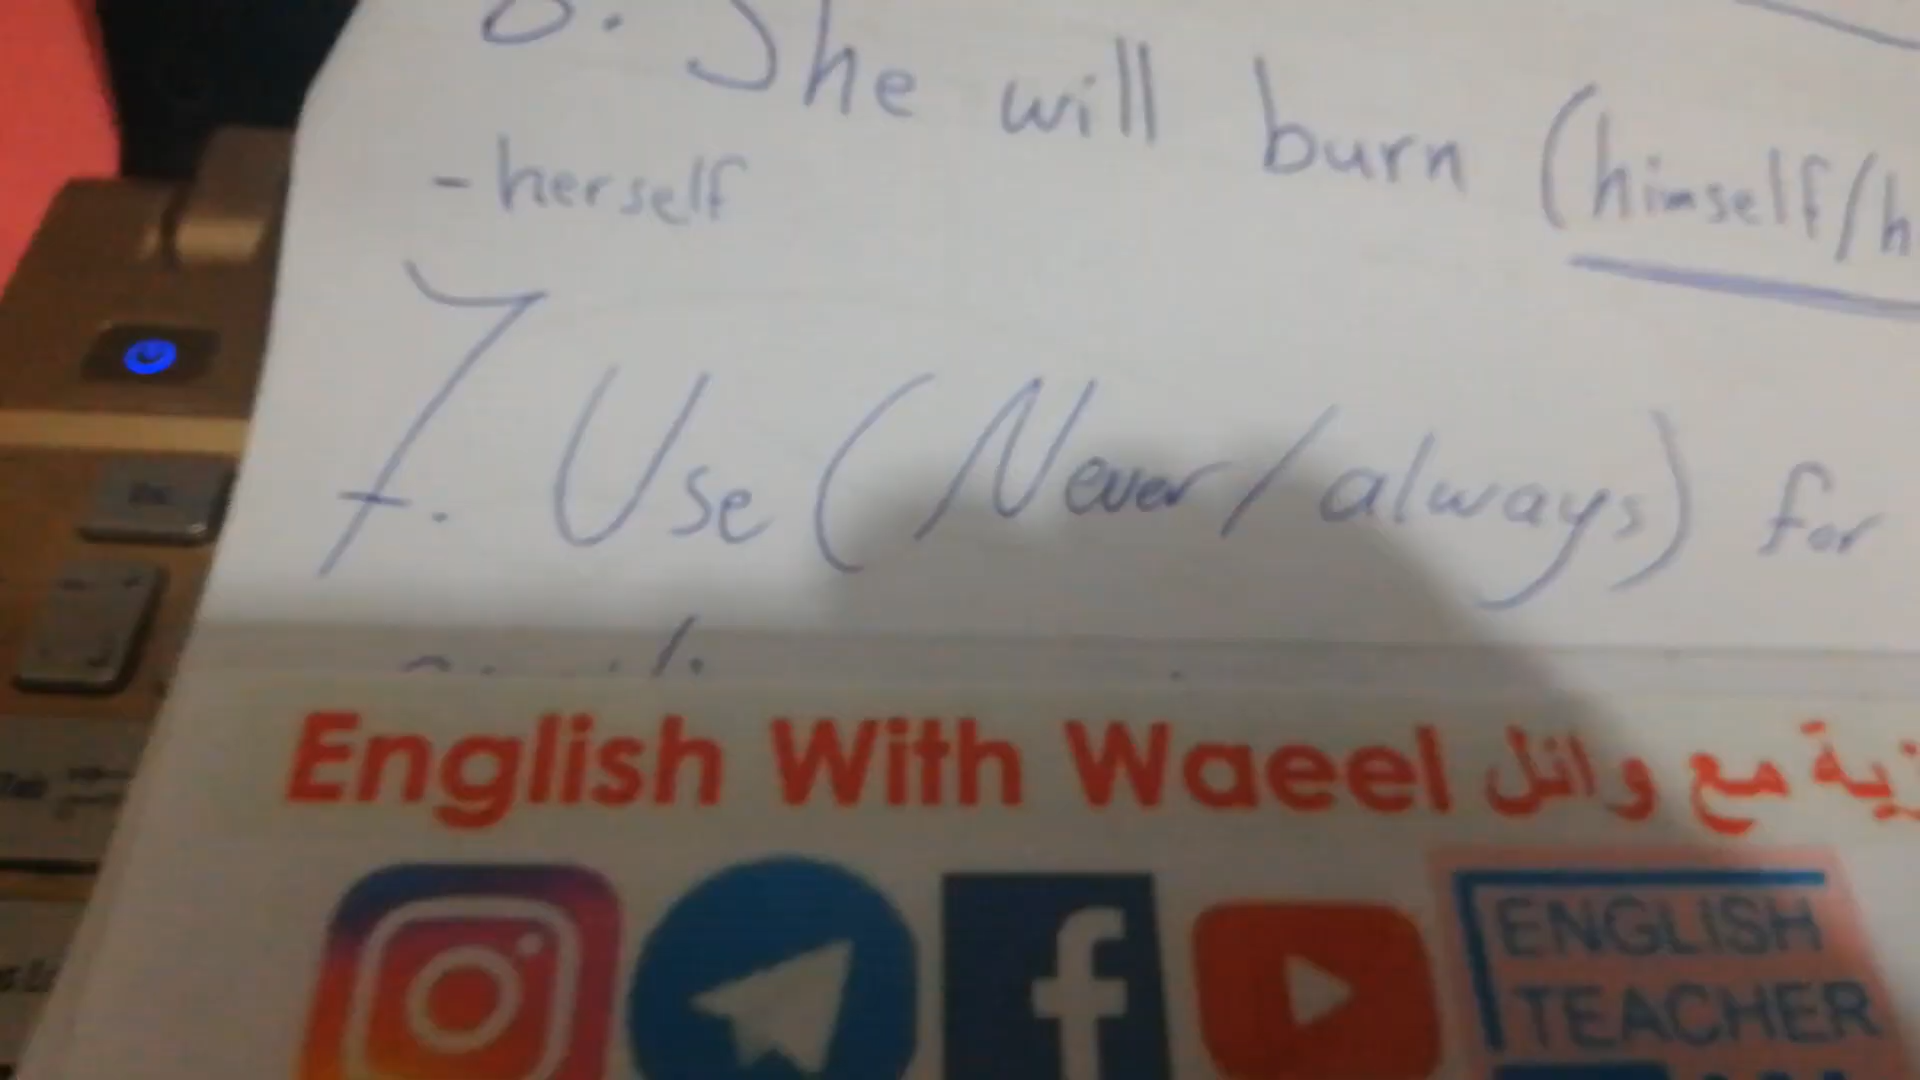 She will burn (himself/h
- herself
7. Use (Never/always) for
English With Waeel
مع وائل
ENGLISH
TEACHER